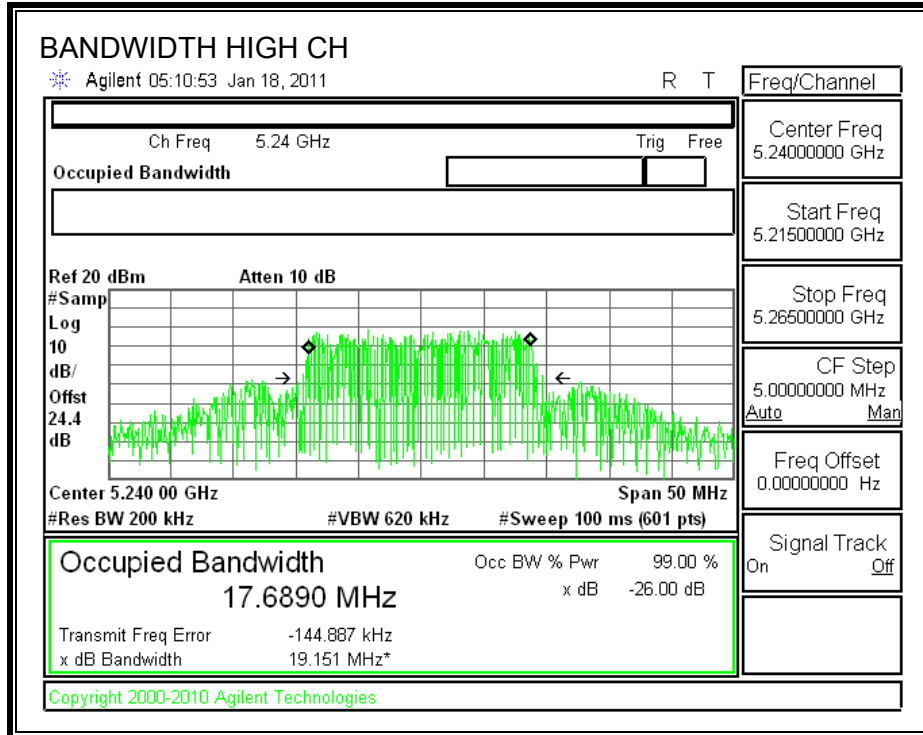 BANDWIDTH HIGH CH
Agilent 05:10:53 Jan 18, 2011 R T
Ch Freq 5.24 GHz Trig Free
Occupied Bandwidth
Ref 20 dBm Atten 10 dB
#Samp
Log
10
dB/
Offst
24.4
dB
Center 5.240 00 GHz Span 50 MHz
#Res BW 200 kHz #VBW 620 kHz #Sweep 100 ms (601 pts)
Occupied Bandwidth
17.6890 MHz
Occ BW % Pwr 99.00 %
x dB -26.00 dB
Transmit Freq Error -144.887 kHz
x dB Bandwidth 19.151 MHz*
Copyright 2000-2010 Agilent Technologies
Freq/Channel
Center Freq
5.24000000 GHz
Start Freq
5.21500000 GHz
Stop Freq
5.26500000 GHz
CF Step
5.00000000 MHz
Auto Man
Freq Offset
0.00000000 Hz
Signal Track
On Off